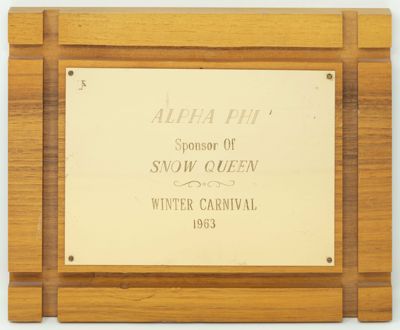 ALPHA PHI
Sponsor Of
SNOW QUEEN
WINTER CARNIVAL
1963